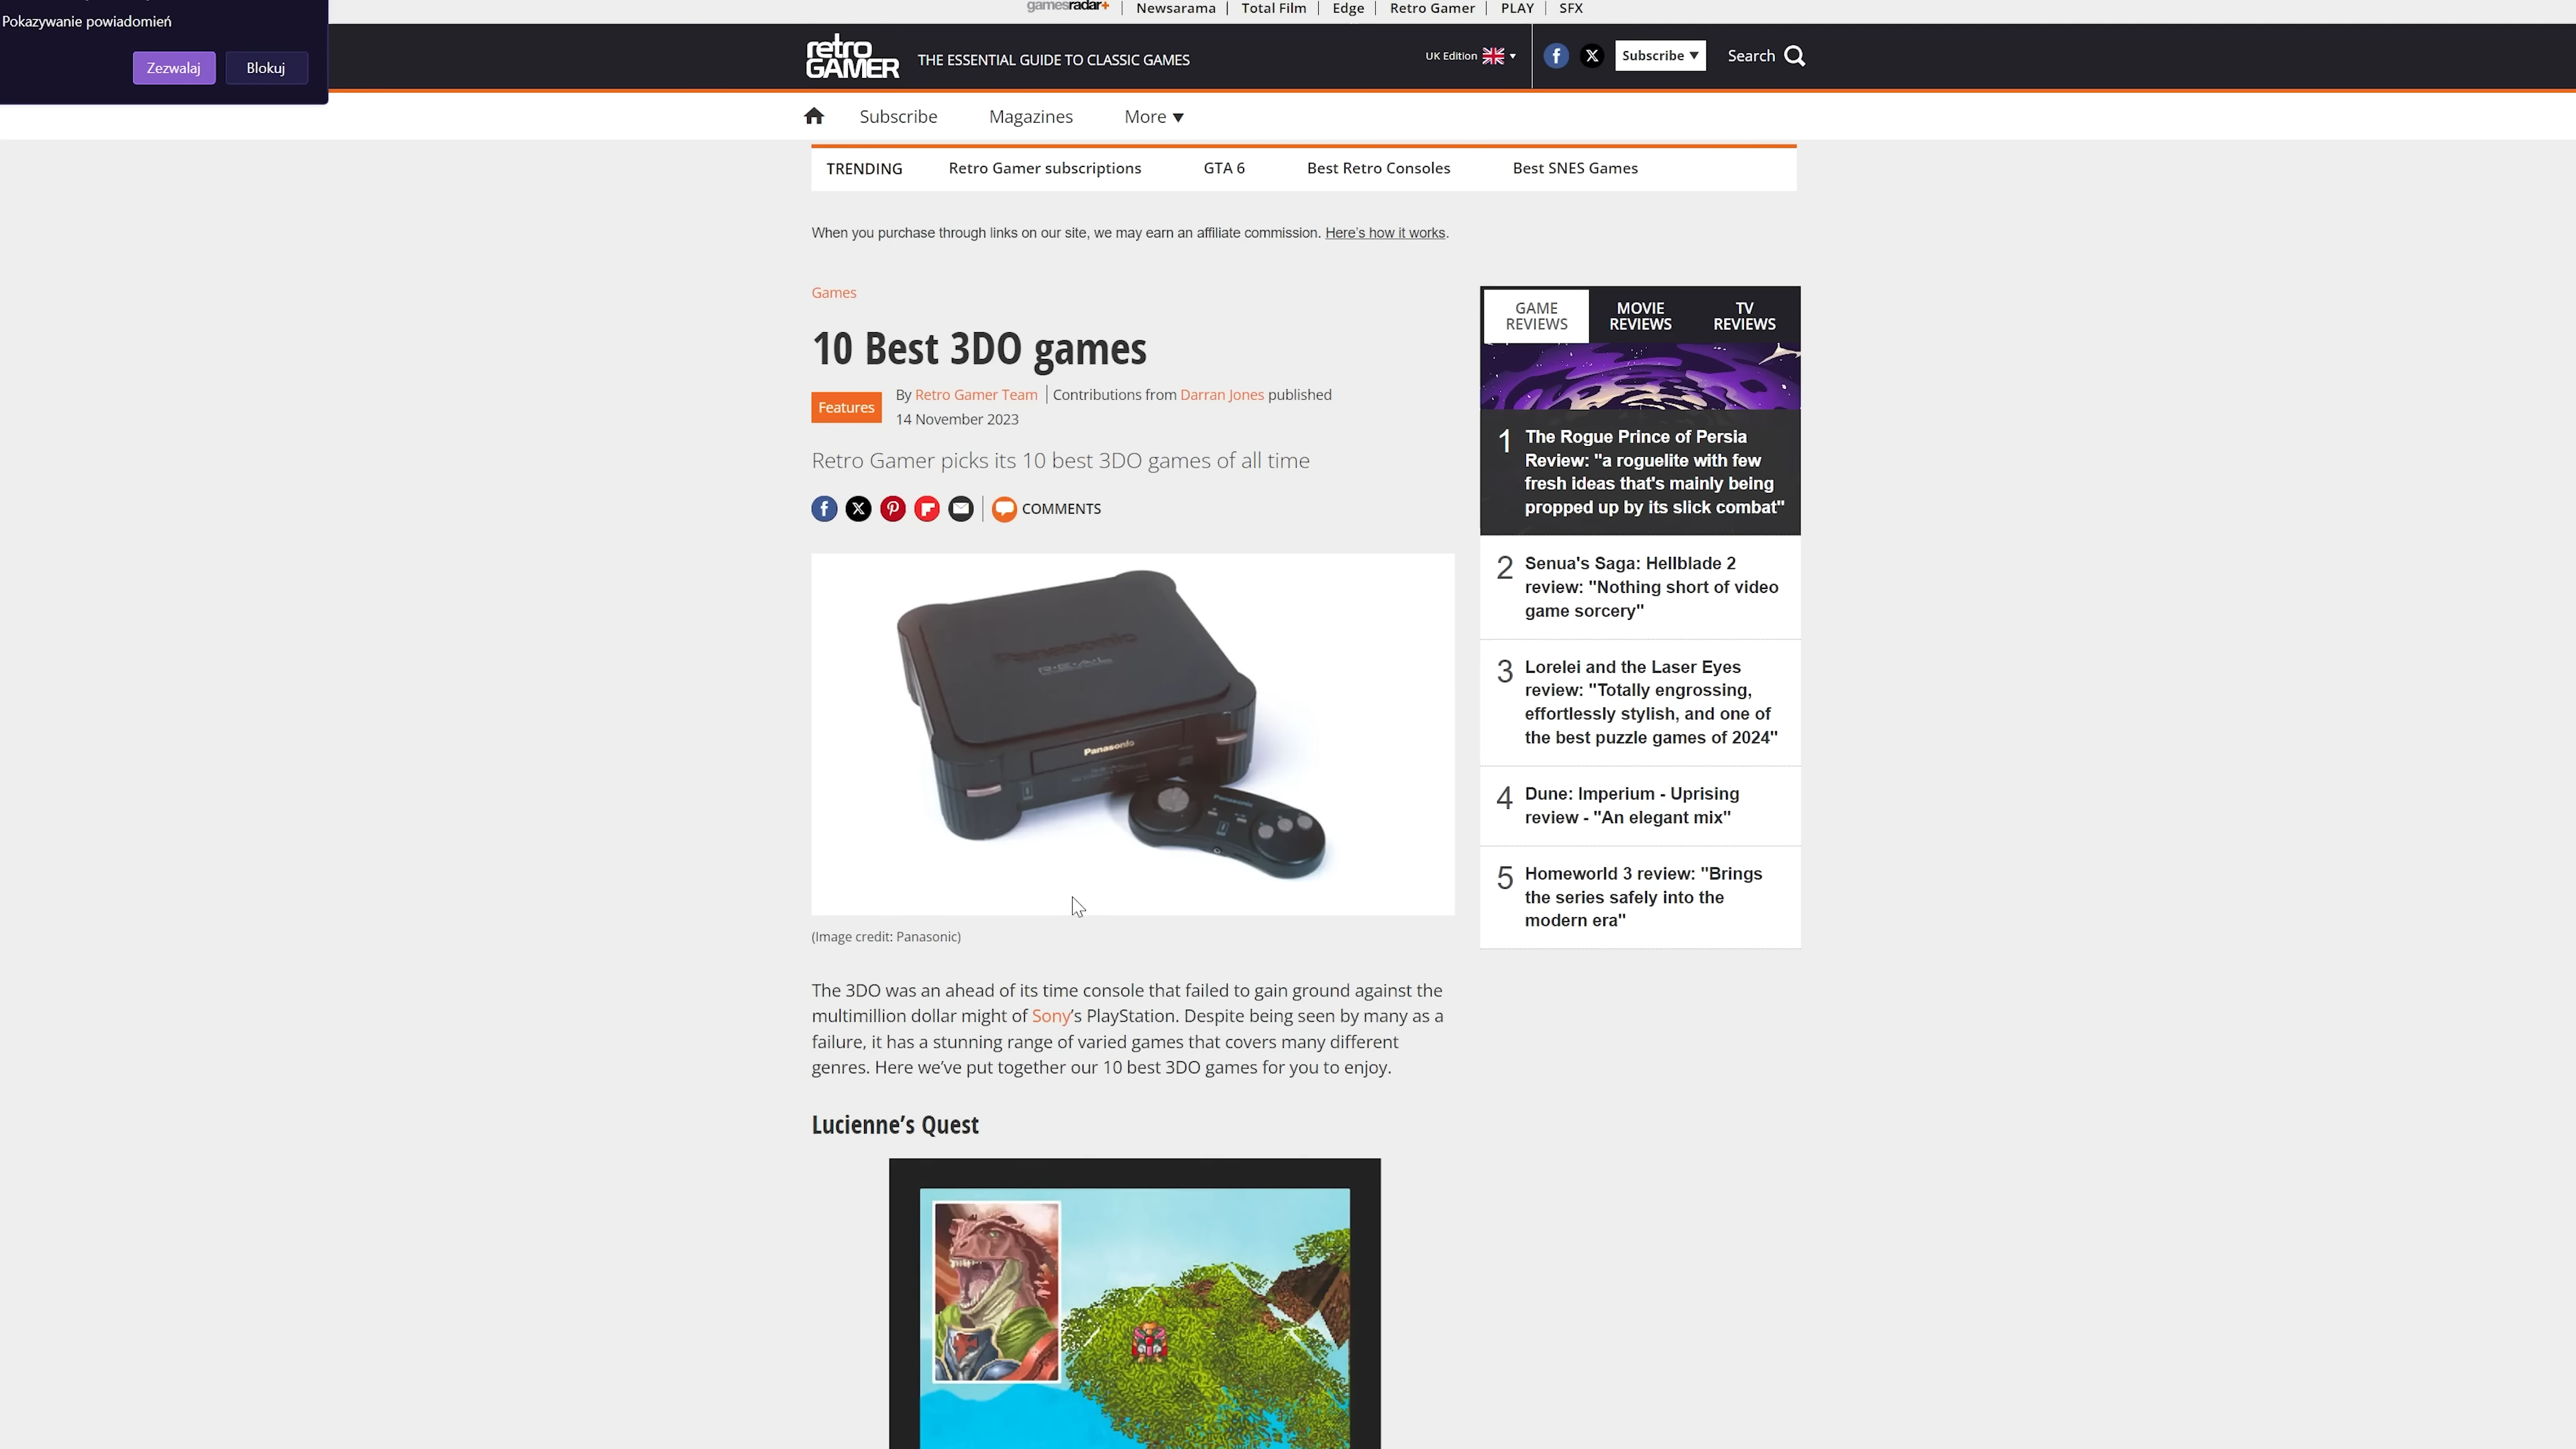 Pokazywanie powiadomień
Zezwalaj
Blokuj
gamesradar+
Newsarama
Total Film
Edge
Retro Gamer
PLAY
SFX
retro
GAMER
THE ESSENTIAL GUIDE TO CLASSIC GAMES
UK Edition
Subscribe ▼
Search
Subscribe
Magazines
More ▼
TRENDING
Retro Gamer subscriptions
GTA 6
Best Retro Consoles
Best SNES Games
When you purchase through links on our site, we may earn an affiliate commission. Here's how it works.
Games
10 Best 3DO games
Features
By Retro Gamer Team | Contributions from Darran Jones published
14 November 2023
Retro Gamer picks its 10 best 3DO games of all time
COMMENTS
Panasonic
R·E·A·L
Panasonic
Panasonic
(Image credit: Panasonic)
The 3DO was an ahead of its time console that failed to gain ground against the
multimillion dollar might of Sony's PlayStation. Despite being seen by many as a
failure, it has a stunning range of varied games that covers many different
genres. Here we've put together our 10 best 3DO games for you to enjoy.
Lucienne's Quest
GAME
REVIEWS
MOVIE
REVIEWS
TV
REVIEWS
1 The Rogue Prince of Persia
Review: "a roguelite with few
fresh ideas that's mainly being
propped up by its slick combat"
2 Senua's Saga: Hellblade 2
review: "Nothing short of video
game sorcery"
3 Lorelei and the Laser Eyes
review: "Totally engrossing,
effortlessly stylish, and one of
the best puzzle games of 2024"
4 Dune: Imperium - Uprising
review - "An elegant mix"
5 Homeworld 3 review: "Brings
the series safely into the
modern era"